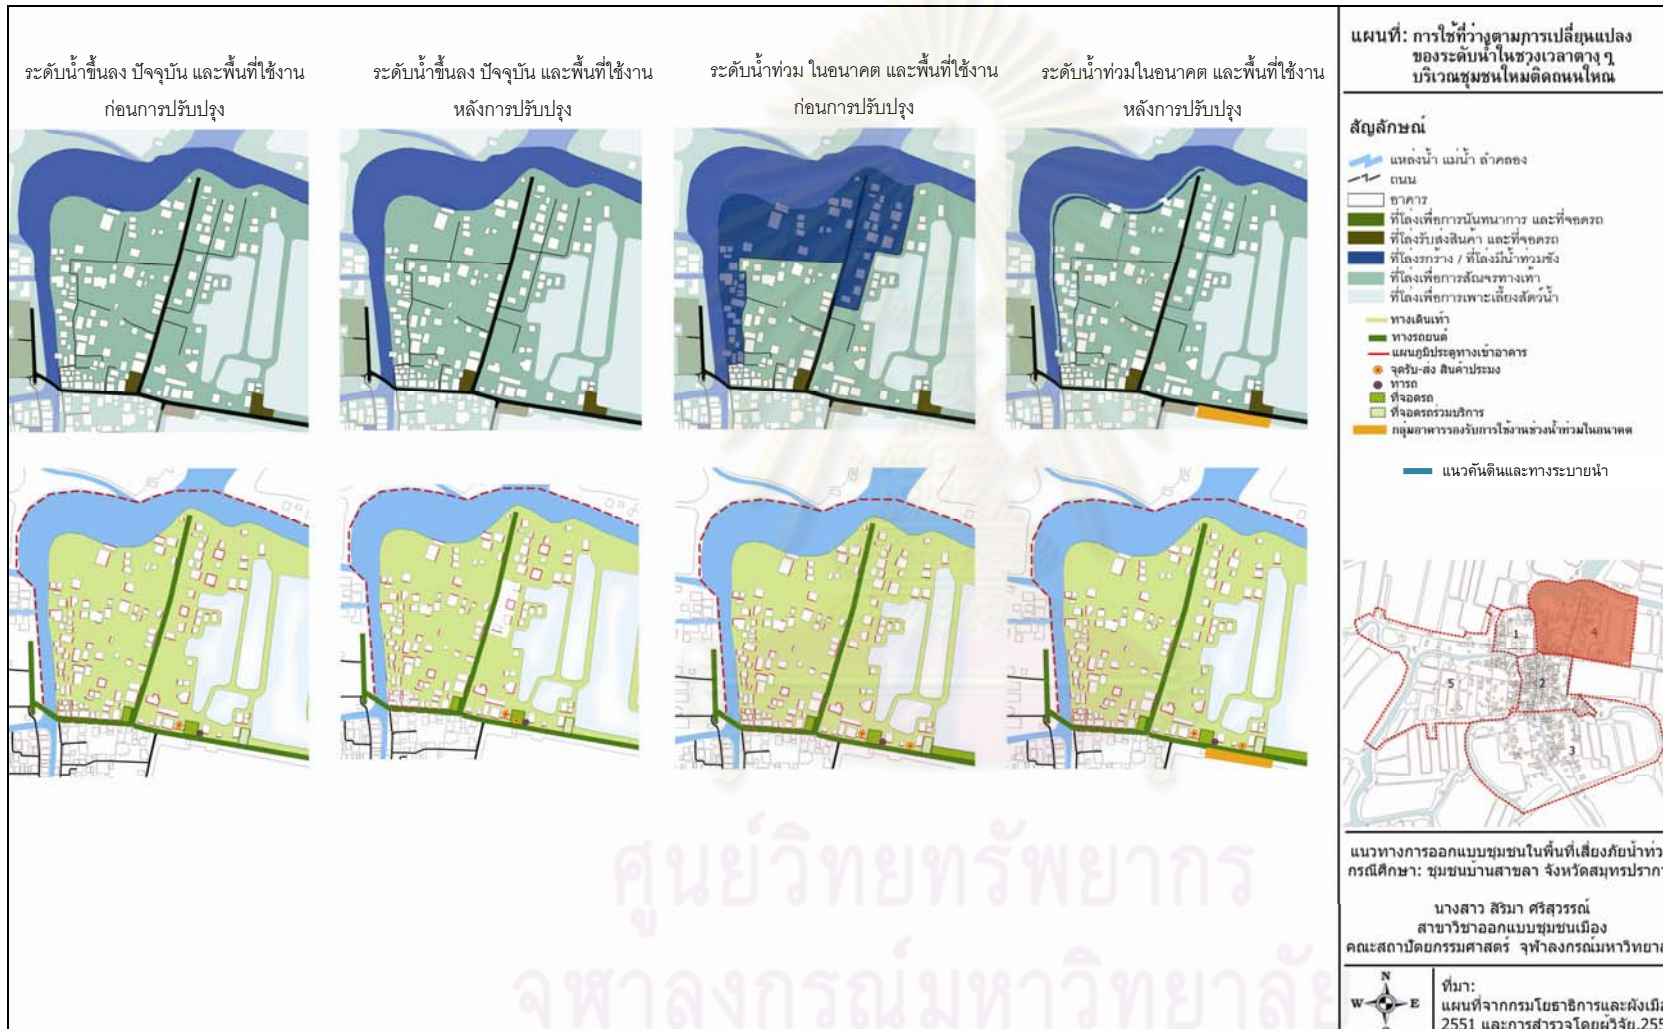 ระดับน้ำขึ้นลง ปัจจุบัน และพื้นที่ใช้งาน
ก่อนการปรับปรุง
ระดับน้ำขึ้นลง ปัจจุบัน และพื้นที่ใช้งาน
หลังการปรับปรุง
ระดับน้ำท่วม ในอนาคต และพื้นที่ใช้งาน
ก่อนการปรับปรุง
ระดับน้ำท่วมในอนาคต และพื้นที่ใช้งาน
หลังการปรับปรุง
แผนที่: การใช้ที่ว่างตามการเปลี่ยนแปลง
ของระดับน้ำในช่วงเวลาต่าง ๆ
บริเวณชุมชนใหม่ติดถนนใหญ่
สัญลักษณ์
แหล่งน้ำ แม่น้ำ ลำคลอง
ถนน
อาคาร
ที่โล่งเพื่อการนันทนาการ และที่จอดรถ
ที่โล่งรับส่งสินค้า และที่จอดรถ
ที่โล่งรกร้าง / ที่โล่งมีน้ำท่วมขัง
ที่โล่งเพื่อการสัญจรทางเท้า
ที่โล่งเพื่อการเพาะเลี้ยงสัตว์น้ำ
ทางเดินเท้า
ทางรถยนต์
แผนภูมิประตูทางเข้าอาคาร
จุดรับ-ส่ง สินค้าประมง
ท่ารถ
ที่จอดรถ
ที่จอดรถร่วมบริการ
กลุ่มอาคารรองรับการใช้งานช่วงน้ำท่วมในอนาคต
แนวคันดินและทางระบายน้ำ
1
4
5
2
3
แนวทางการออกแบบชุมชนในพื้นที่เสี่ยงภัยน้ำท่ว
กรณีศึกษา: ชุมชนบ้านสาขลา จังหวัดสมุทรปราก
นางสาว สิริมา ศรีสุวรรณ์
สาขาวิชาออกแบบชุมชนเมือง
คณะสถาปัตยกรรมศาสตร์ จุฬาลงกรณ์มหาวิทยาล
N
W E
ที่มา:
แผนที่จากกรมโยธาธิการและผังเมือ
2551 และการสำรวจโดยผู้วิจัย,255
ศูนย์วิทยทรัพยากร
จุฬาลงกรณ์มหาวิทยาลัย